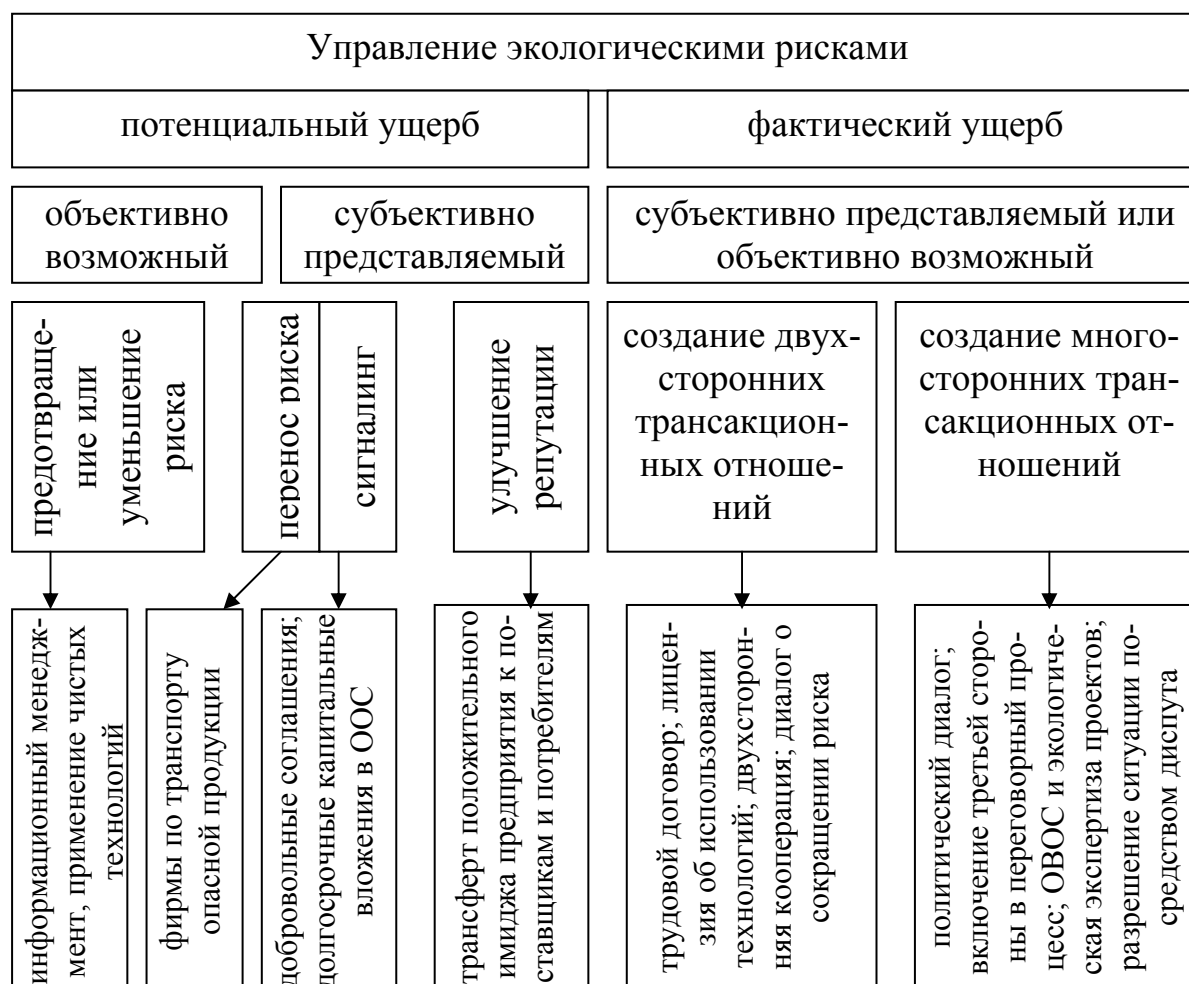 Управление экологическими рисками
потенциальный ущерб
фактический ущерб
объективно
возможный
субъективно
представляемый
субъективно представляемый или
объективно возможный
предотвраще-
ние или
уменьшение
риска
перенос риска
сигналинг
улучшение
репутации
создание двух-
сторонних
трансакцион-
ных отноше-
ний
создание много-
сторонних тран-
сакционных от-
ношений
информационный менедж-
мент, применение чистых
технологий
фирмы по транспорту
опасной продукции
добровольные соглашения;
долгосрочные капитальные
вложения в ООС
трансферт положительного
имиджа предприятия к по-
ставщикам и потребителям
трудовой договор; лицен-
зия об использовании
технологий; двухсторон-
няя кооперация; диалог о
сокращении риска
политический диалог;
включение третьей сторо-
ны в переговорный про-
цесс; ОВОС и экологиче-
ская экспертиза проектов;
разрешение ситуации по-
средством диспута